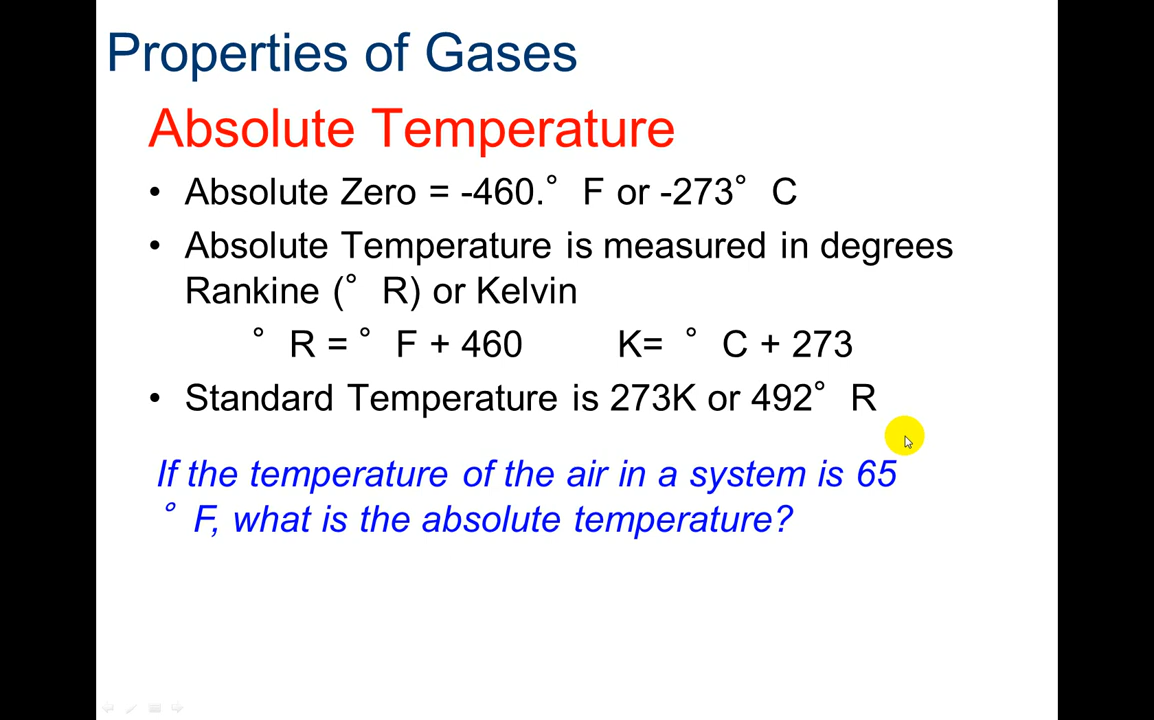 Properties of Gases
Absolute Temperature
• Absolute Zero = -460.° F or -273° C
• Absolute Temperature is measured in degrees
Rankine (° R) or Kelvin
° R = ° F + 460 K= ° C + 273
• Standard Temperature is 273K or 492° R
If the temperature of the air in a system is 65
° F, what is the absolute temperature?